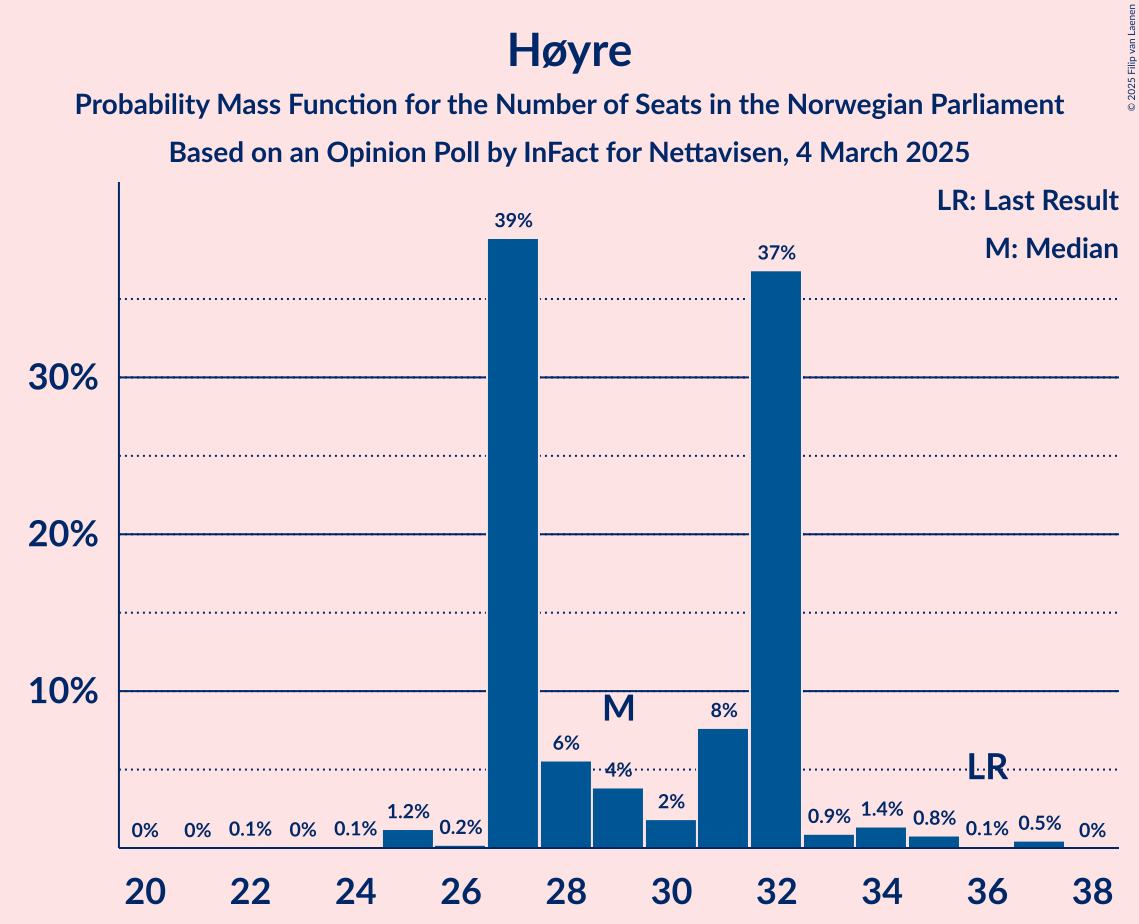 Høyre
Probability Mass Function for the Number of Seats in the Norwegian Parliament
Based on an Opinion Poll by InFact for Nettavisen, 4 March 2025
© 2025 Filip van Laenen
LR: Last Result
M: Median
39%
37%
30%
20%
10%
M
8%
6%
4%
LR
2%
1.2%
1.4%
0.9%
0.8%
0.5%
0% 0% 0.1% 0% 0.1% 0.2% 0.1% 0%
20 22 24 26 28 30 32 34 36 38